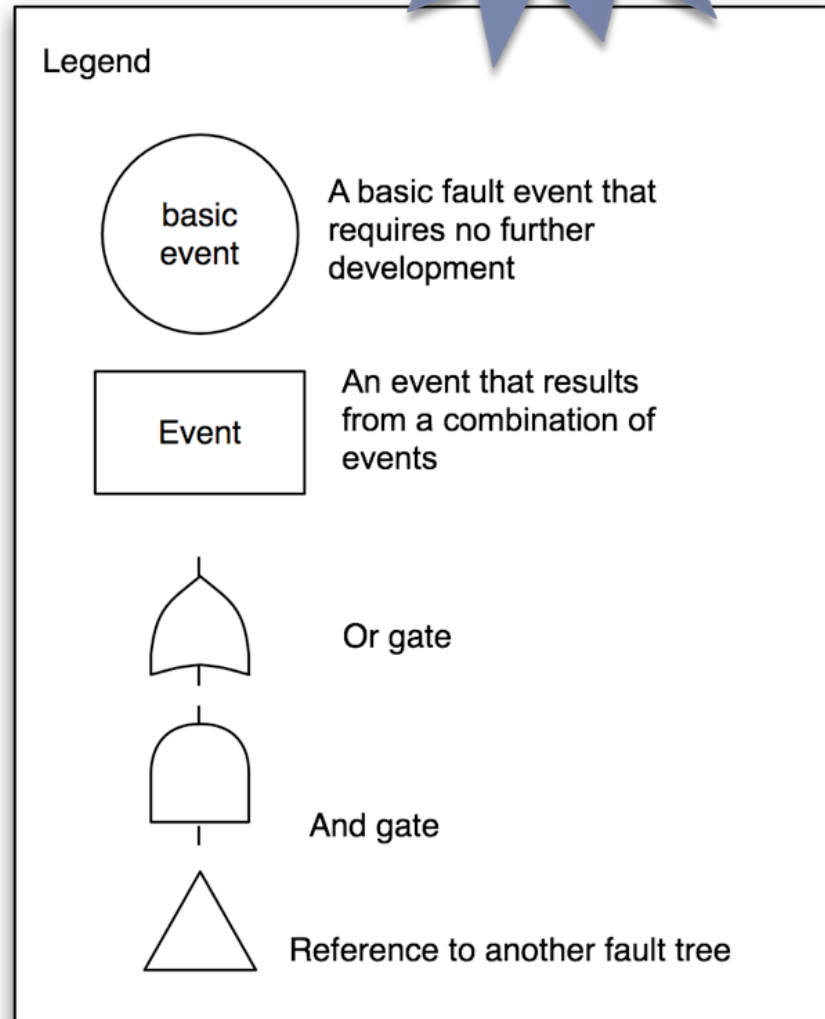 Legend
basic
event
A basic fault event that
requires no further
development
Event
An event that results
from a combination of
events
Or gate
And gate
Reference to another fault tree